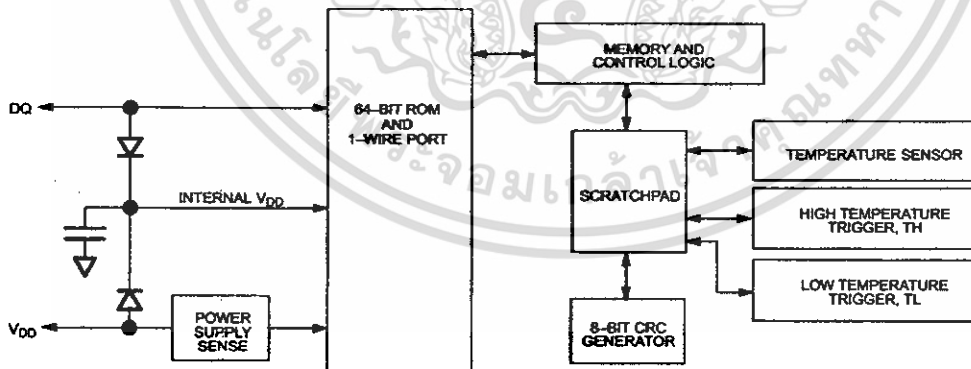 DQ
INTERNAL VDD
VDD
POWER
SUPPLY
SENSE
64–BIT ROM
AND
1–WIRE PORT
MEMORY AND
CONTROL LOGIC
SCRATCHPAD
8–BIT CRC
GENERATOR
TEMPERATURE SENSOR
HIGH TEMPERATURE
TRIGGER, TH
LOW TEMPERATURE
TRIGGER, TL